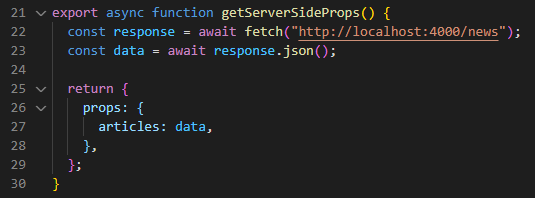 21 export async function getServerSideProps() {
22   const response = await fetch("http://localhost:4000/news");
23   const data = await response.json();
24
25   return {
26     props: {
27       articles: data,
28     },
29   };
30 }